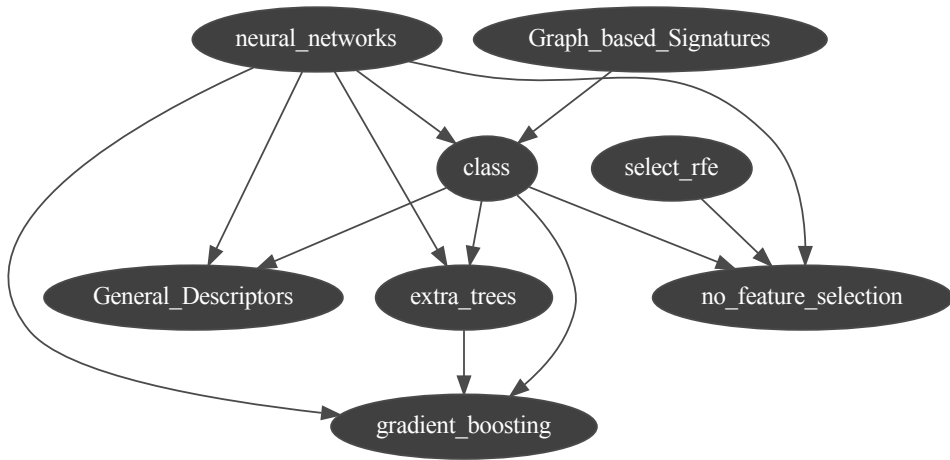 neural_networks
Graph_based_Signatures
class
select_rfe
General_Descriptors
extra_trees
no_feature_selection
gradient_boosting